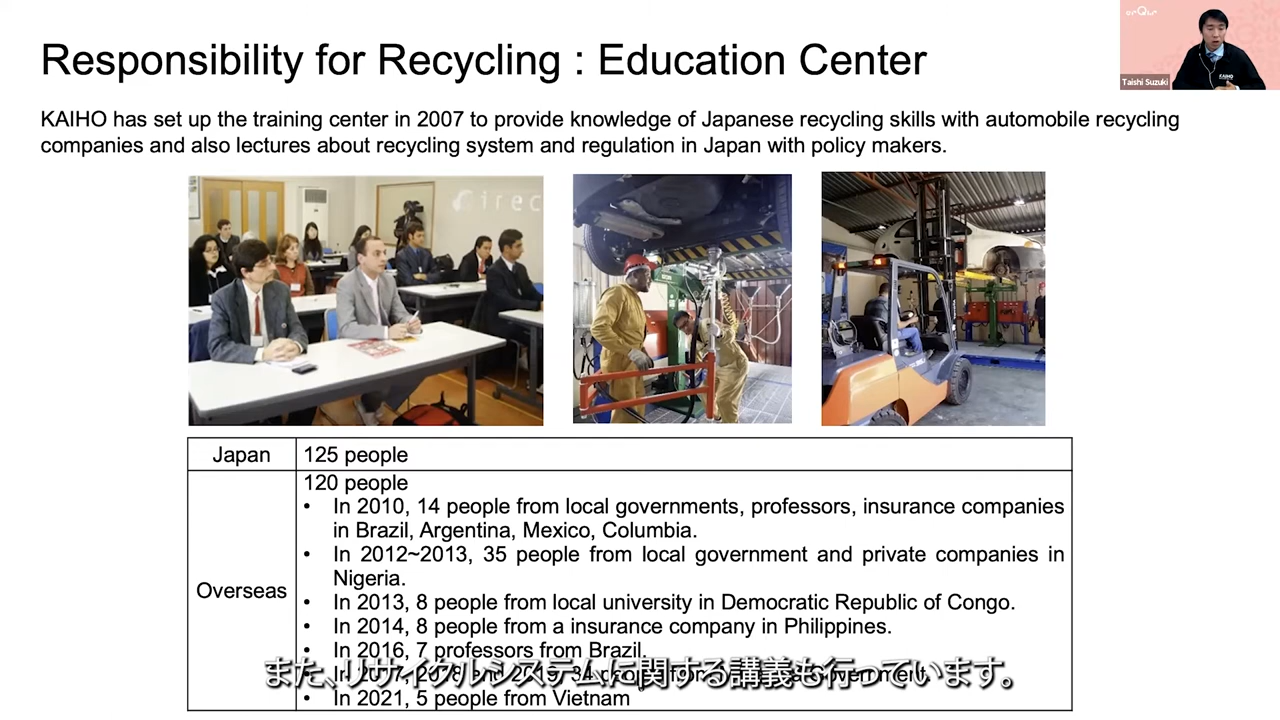 Responsibility for Recycling : Education Center
Taishi Suzuki
KAIHO
KAIHO has set up the training center in 2007 to provide knowledge of Japanese recycling skills with automobile recycling
companies and also lectures about recycling system and regulation in Japan with policy makers.
irec
Japan
125 people
Overseas
120 people
• In 2010, 14 people from local governments, professors, insurance companies
in Brazil, Argentina, Mexico, Columbia.
• In 2012~2013, 35 people from local government and private companies in
Nigeria.
• In 2013, 8 people from local university in Democratic Republic of Congo.
• In 2014, 8 people from a insurance company in Philippines.
• In 2016, 7 professors from Brazil.
また、リサイクルシステムに関する講義も行っています。
• In 2021, 5 people from Vietnam